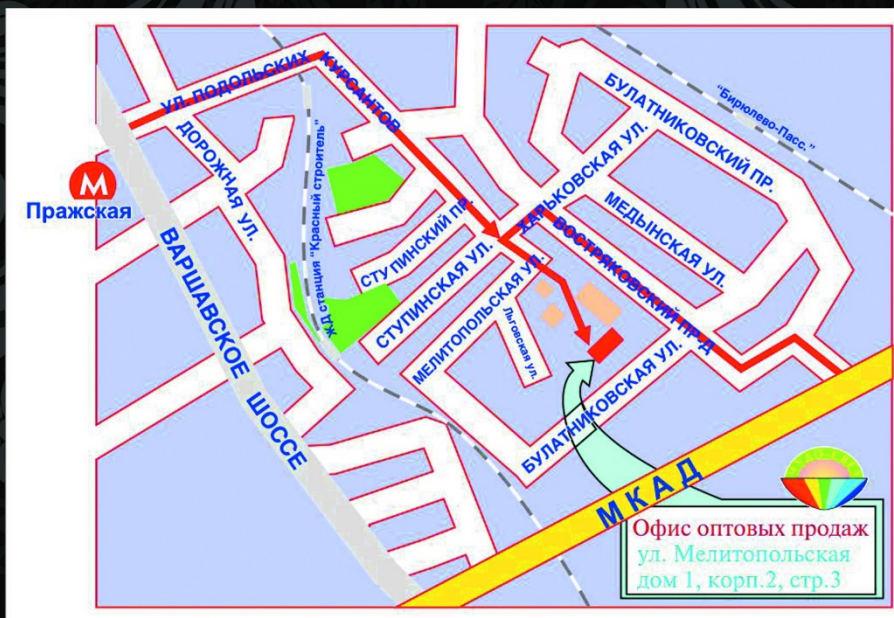 УЛ. ПОДОЛЬСКИХ
КУРСАНТОВ
ДОРОЖНАЯ УЛ.
М
Пражская
ВАРШАВСКОЕ ШОССЕ
ЖД станция "Красный строитель"
СТУПИНСКИЙ ПР.
СТУПИНСКАЯ УЛ.
МЕЛИТОПОЛЬСКАЯ УЛ.
Льговская ул.
ХАРЬКОВСКАЯ УЛ.
БУЛАТНИКОВСКИЙ ПР.
"Бирюлево-Пасс."
МЕДЫНСКАЯ УЛ.
ВОСТРЯКОВСКИЙ ПР-Д
БУЛАТНИКОВСКАЯ УЛ.
МКАД
Офис оптовых продаж
ул. Мелитопольская
дом 1, корп.2, стр.3